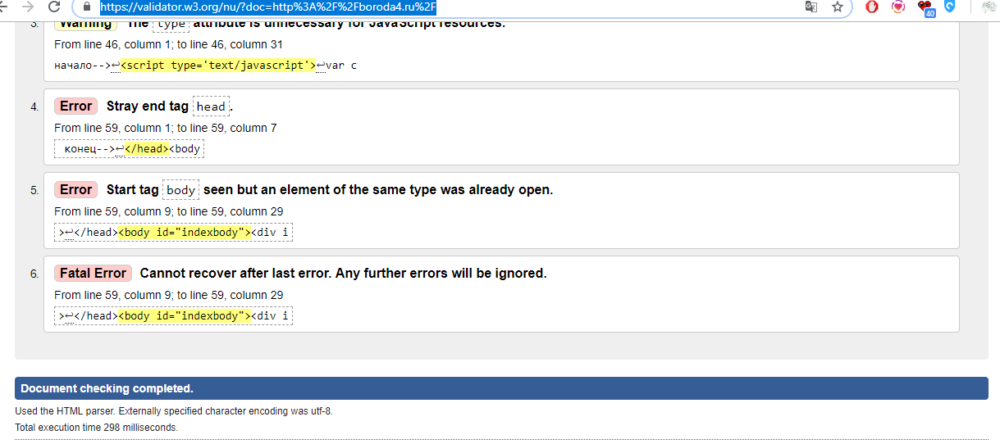 https://validator.w3.org/nu/?doc=http%3A%2F%2Fboroda4.ru%2F
40
3. Warning The type attribute is unnecessary for JavaScript resources.
From line 46, column 1; to line 46, column 31
начало-->↩<script type='text/javascript'>↩var c
4. Error Stray end tag head.
From line 59, column 1; to line 59, column 7
конец-->↩</head><body
5. Error Start tag body seen but an element of the same type was already open.
From line 59, column 9; to line 59, column 29
>↩</head><body id="indexbody"><div i
6. Fatal Error Cannot recover after last error. Any further errors will be ignored.
From line 59, column 9; to line 59, column 29
>↩</head><body id="indexbody"><div i
Document checking completed.
Used the HTML parser. Externally specified character encoding was utf-8.
Total execution time 298 milliseconds.